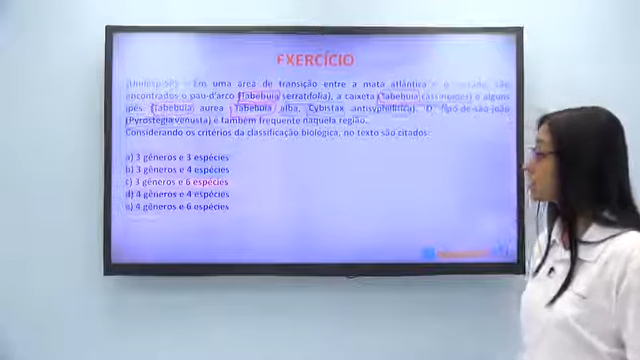 EXERCÍCIO
(Unifesp-SP) - Em uma área de transição entre a mata atlântica e o cerrado, são
encontrados o pau-d'arco (Tabebuia serratifolia), a caixeta (Tabebuia cassinoides) e alguns
ipês (Tabebuia aurea, Tabebuia alba, Cybistax antisyphillitica). O cipó-de-são-joão
(Pyrostegia venusta) é também frequente naquela região.
Considerando os critérios da classificação biológica, no texto são citados:
a) 3 gêneros e 3 espécies
b) 3 gêneros e 4 espécies
c) 3 gêneros e 6 espécies
d) 4 gêneros e 4 espécies
e) 4 gêneros e 6 espécies